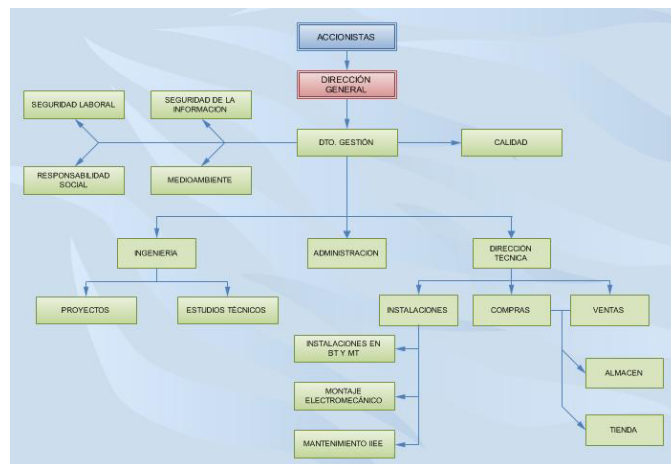 ACCIONISTAS
DIRECCIÓN
GENERAL
SEGURIDAD LABORAL
SEGURIDAD DE LA
INFORMACION
DTO. GESTIÓN
CALIDAD
RESPONSABILIDAD
SOCIAL
MEDIOAMBIENTE
INGENIERIA
ADMINISTRACION
DIRECCIÓN
TECNICA
PROYECTOS
ESTUDIOS TÉCNICOS
INSTALACIONES
COMPRAS
VENTAS
INSTALACIONES EN
BT Y MT
ALMACEN
MONTAJE
ELECTROMECÁNICO
TIENDA
MANTENIMIENTO IIEE